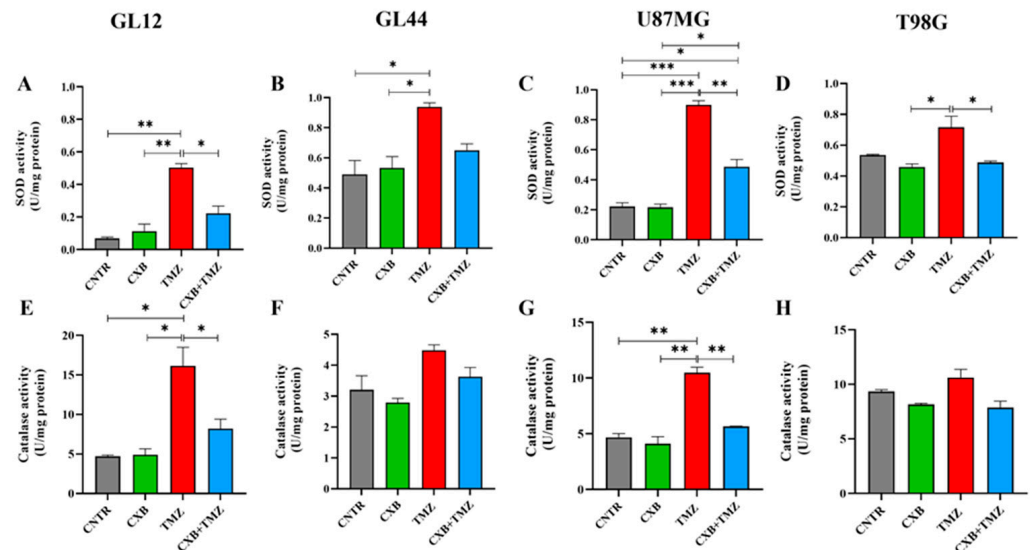 GL12 GL44 U87MG T98G
A
** 
** *
SOD activity
(U/mg protein)
1.0
0.8
0.6
0.4
0.2
0.0
CNTR CXB TMZ CXB+TMZ
B
*
*
SOD activity
(U/mg protein)
1.0
0.8
0.6
0.4
0.2
0.0
CNTR CXB TMZ CXB+TMZ
C
*
*
***
*** **
SOD activity
(U/mg protein)
1.0
0.8
0.6
0.4
0.2
0.0
CNTR CXB TMZ CXB+TMZ
D
* *
SOD activity
(U/mg protein)
1.0
0.8
0.6
0.4
0.2
0.0
CNTR CXB TMZ CXB+TMZ
E
*
* *
Catalase activity
(U/mg protein)
20
15
10
5
0
CNTR CXB TMZ CXB+TMZ
F
Catalase activity
(U/mg protein)
5
4
3
2
1
0
CNTR CXB TMZ CXB+TMZ
G
**
** **
Catalase activity
(U/mg protein)
15
10
5
0
CNTR CXB TMZ CXB+TMZ
H
Catalase activity
(U/mg protein)
15
10
5
0
CNTR CXB TMZ CXB+TMZ